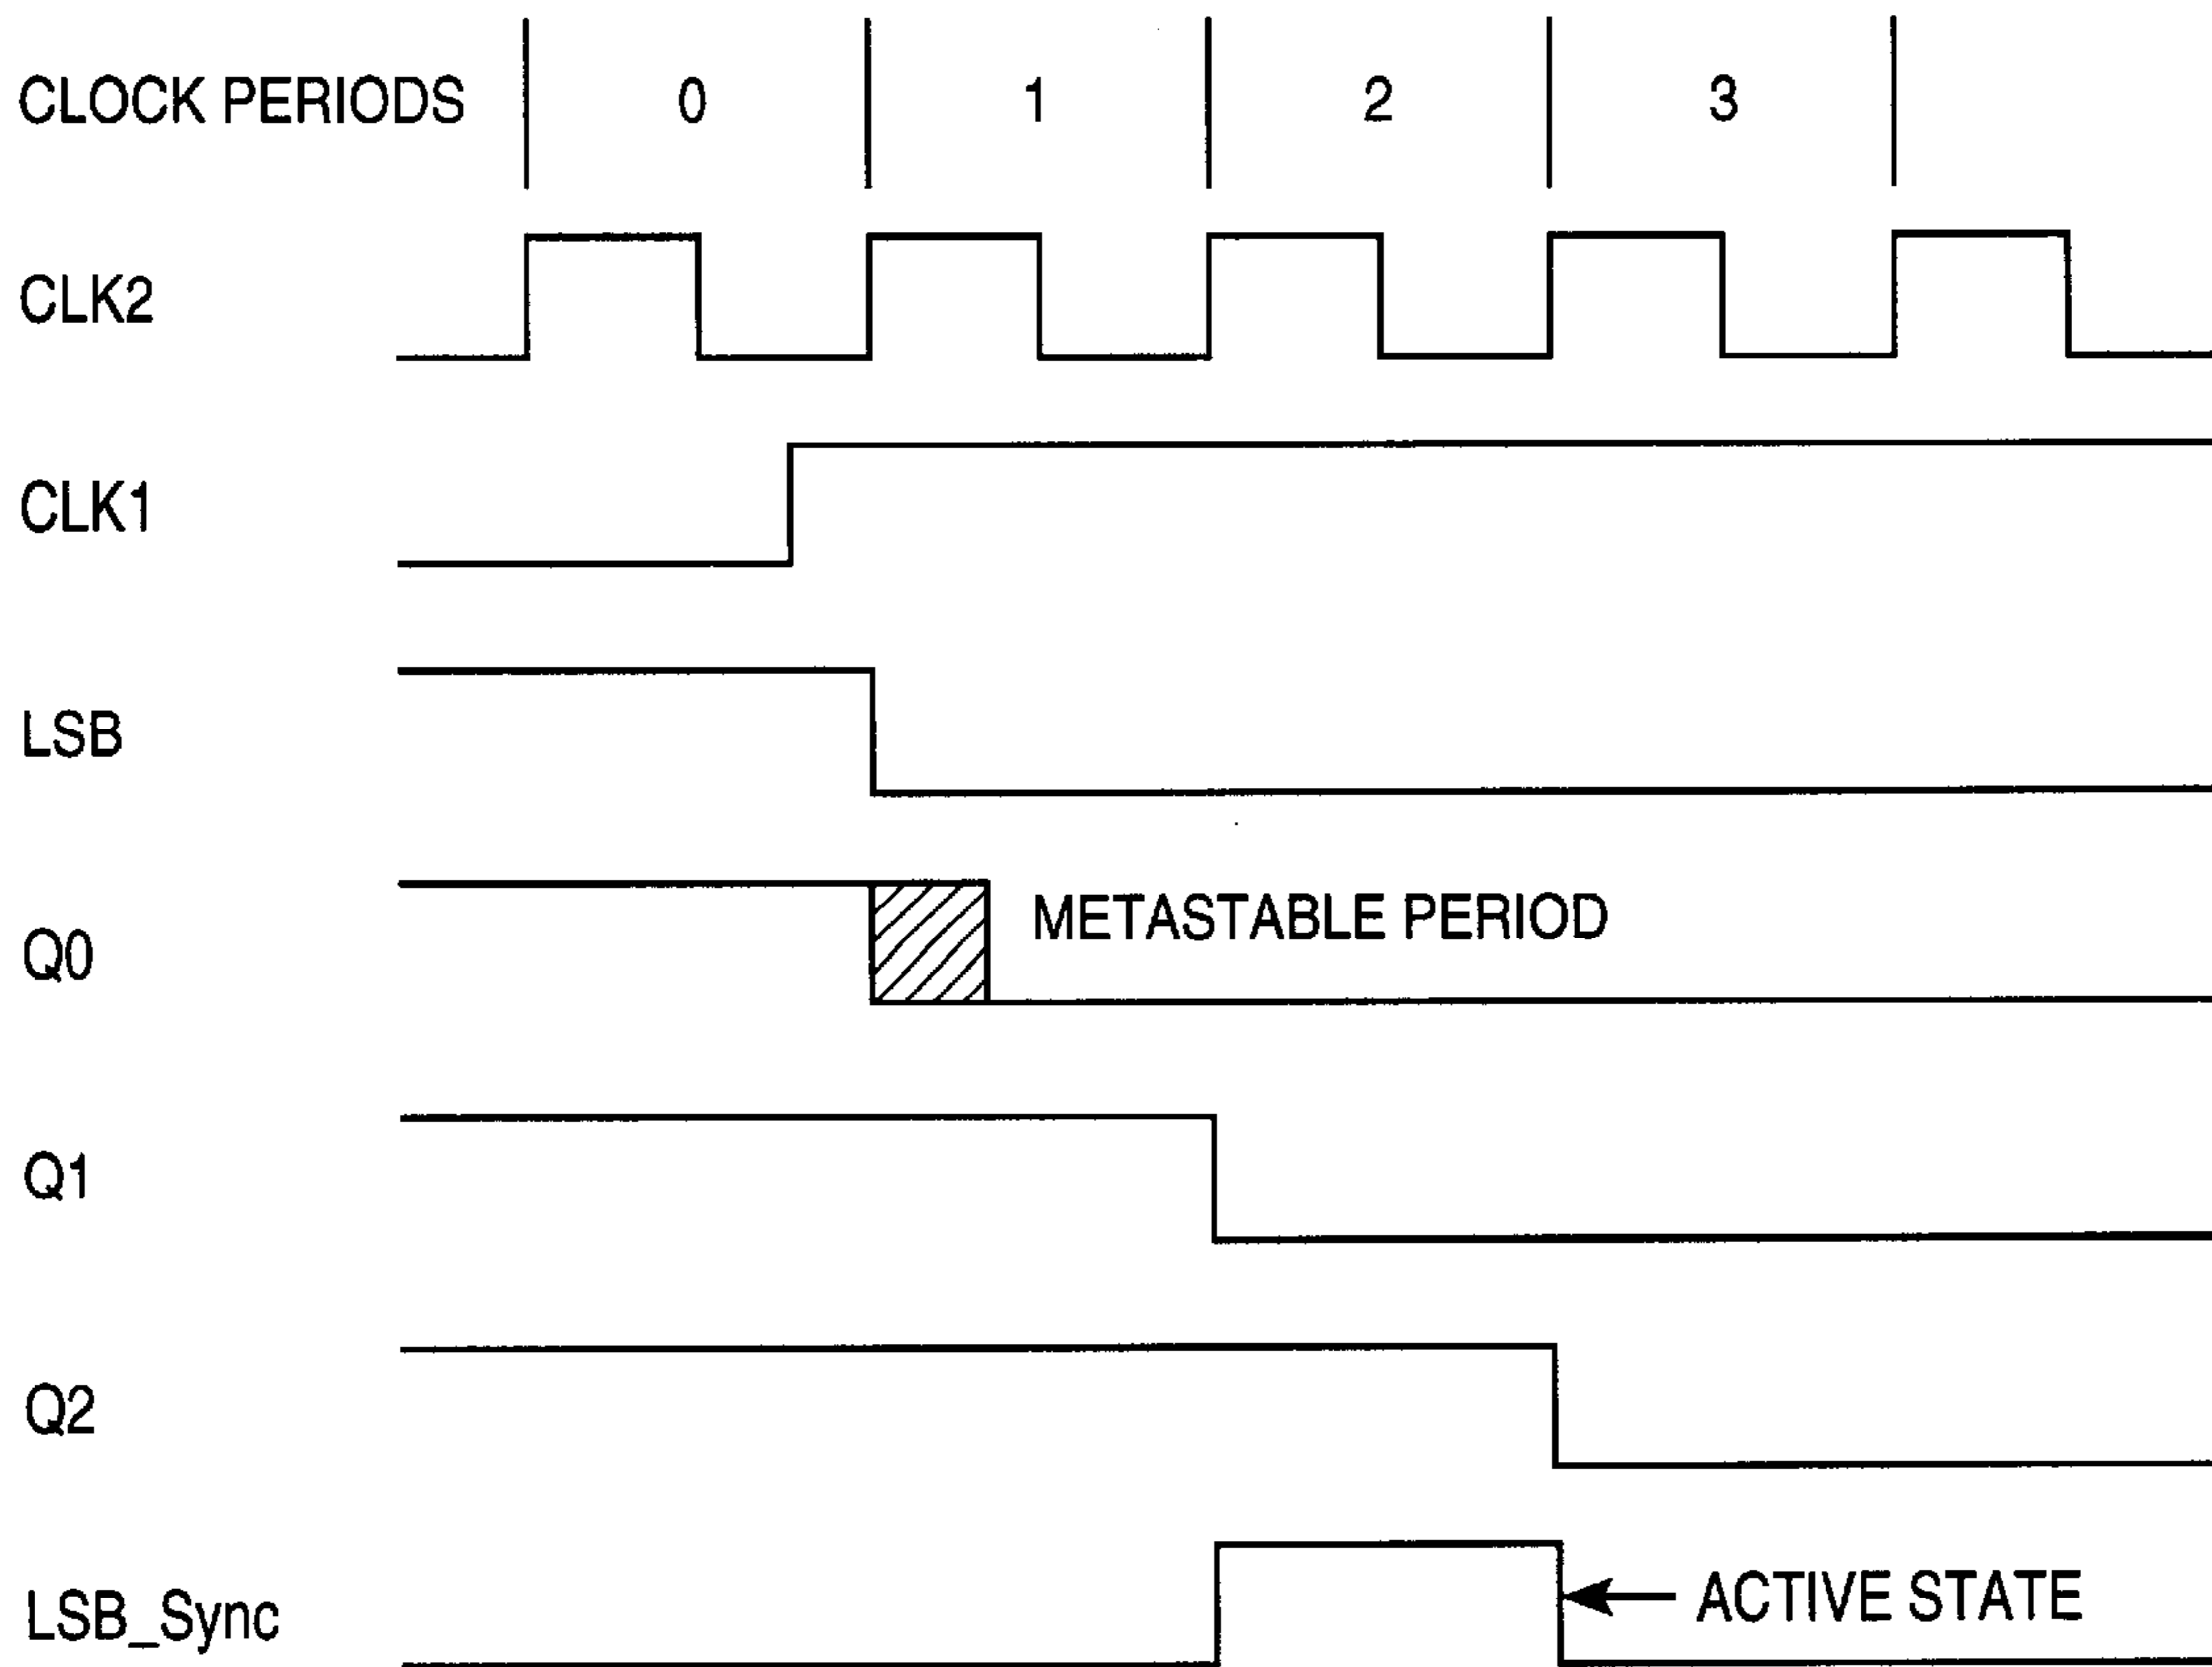 CLOCK PERIODS 0 1 2 3
CLK2
CLK1
LSB
Q0 METASTABLE PERIOD
Q1
Q2
LSB_Sync ACTIVE STATE